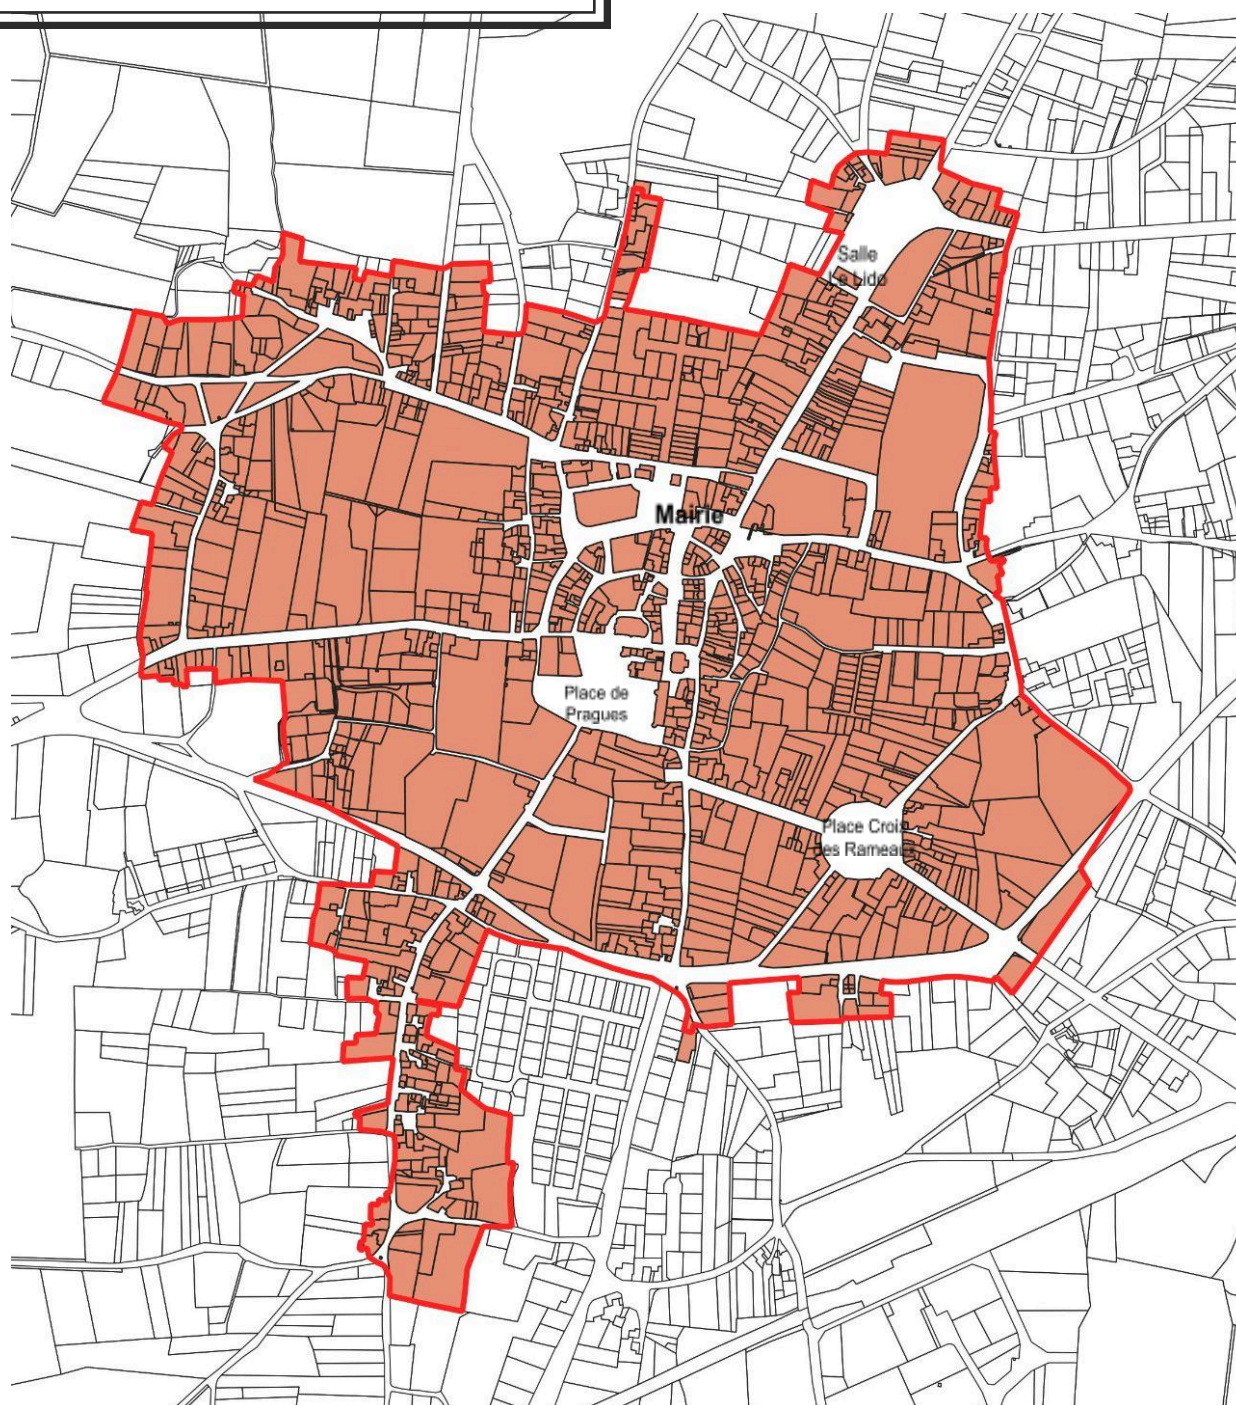 Salle
Le Lido
Mairie
Place de
Pragues
Place Croix
des Rameaux